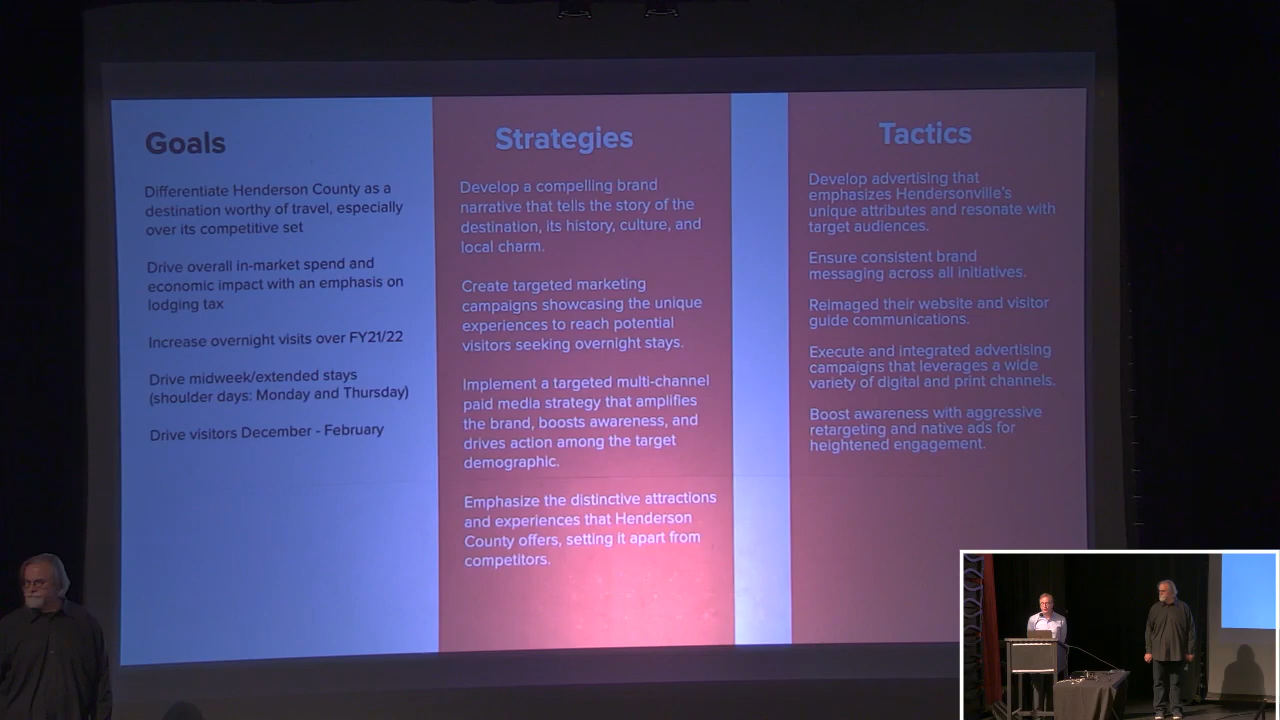 Goals
Differentiate Henderson County as a
destination worthy of travel, especially
over its competitive set
Drive overall in-market spend and
economic impact with an emphasis on
lodging tax
Increase overnight visits over FY21/22
Drive midweek/extended stays
(shoulder days: Monday and Thursday)
Drive visitors December - February
Strategies
Develop a compelling brand
narrative that tells the story of the
destination, its history, culture, and
local charm.
Create targeted marketing
campaigns showcasing the unique
experiences to reach potential
visitors seeking overnight stays.
Implement a targeted multi-channel
paid media strategy that amplifies
the brand, boosts awareness, and
drives action among the target
demographic.
Emphasize the distinctive attractions
and experiences that Henderson
County offers, setting it apart from
competitors.
Tactics
Develop advertising that
emphasizes Hendersonville's
unique attributes and resonate with
target audiences.
Ensure consistent brand
messaging across all initiatives.
Reimaged their website and visitor
guide communications.
Execute and integrated advertising
campaigns that leverages a wide
variety of digital and print channels.
Boost awareness with aggressive
retargeting and native ads for
heightened engagement.